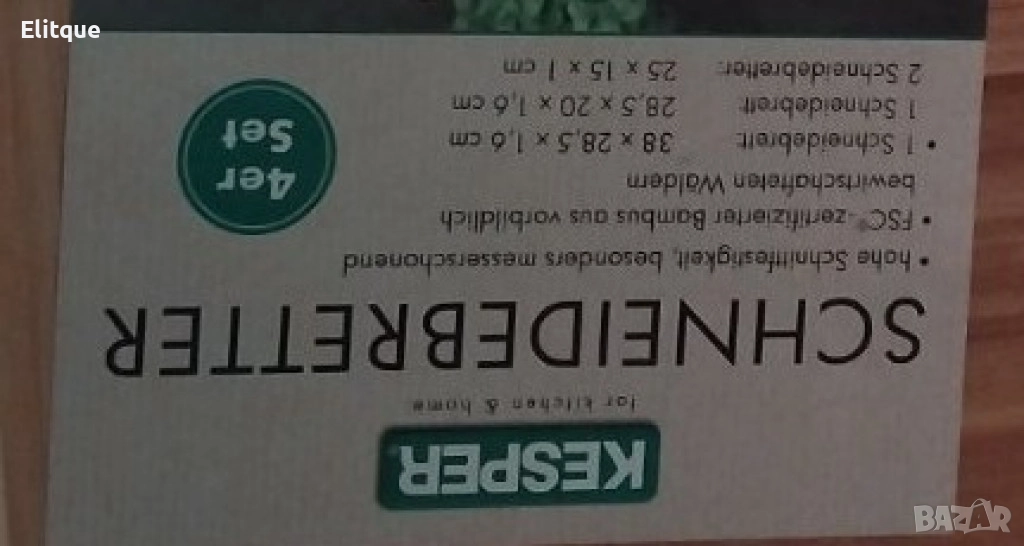 Elitque
KESPER
for kitchen & home
SCHNEIDEBRETTER
• hohe Schnittfestigkeit, besonders messerschonend
• FSC®-zertifizierter Bambus aus vorbildlich
bewirtschafteten Wäldern
• 1 Schneidebrett: 38 x 28,5 x 1,6 cm
1 Schneidebrett: 28,5 x 20 x 1,6 cm
2 Schneidebretter: 25 x 15 x 1 cm
4er
Set
BAZAR